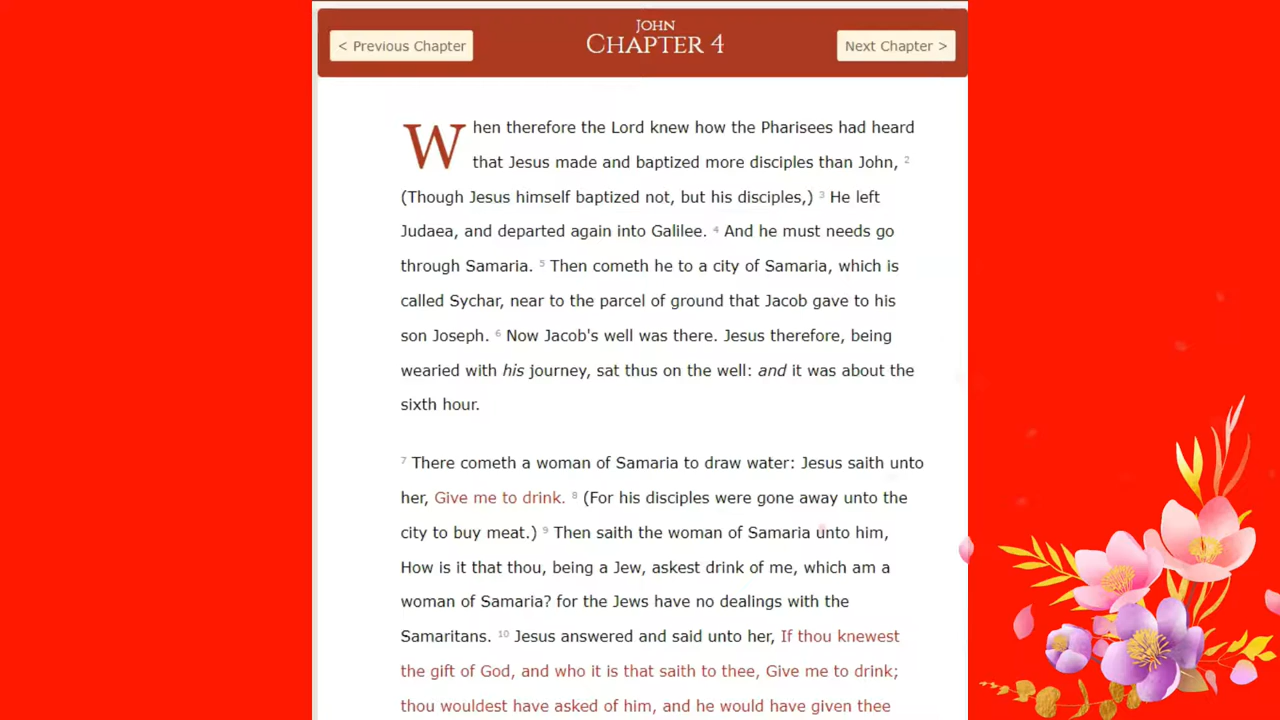 JOHN
CHAPTER 4
< Previous Chapter
Next Chapter >
When therefore the Lord knew how the Pharisees had heard
that Jesus made and baptized more disciples than John, 2
(Though Jesus himself baptized not, but his disciples,) 3 He left
Judaea, and departed again into Galilee. 4 And he must needs go
through Samaria. 5 Then cometh he to a city of Samaria, which is
called Sychar, near to the parcel of ground that Jacob gave to his
son Joseph. 6 Now Jacob's well was there. Jesus therefore, being
wearied with his journey, sat thus on the well: and it was about the
sixth hour.
7 There cometh a woman of Samaria to draw water: Jesus saith unto
her, Give me to drink. 8 (For his disciples were gone away unto the
city to buy meat.) 9 Then saith the woman of Samaria unto him,
How is it that thou, being a Jew, askest drink of me, which am a
woman of Samaria? for the Jews have no dealings with the
Samaritans. 10 Jesus answered and said unto her, If thou knewest
the gift of God, and who it is that saith to thee, Give me to drink;
thou wouldest have asked of him, and he would have given thee